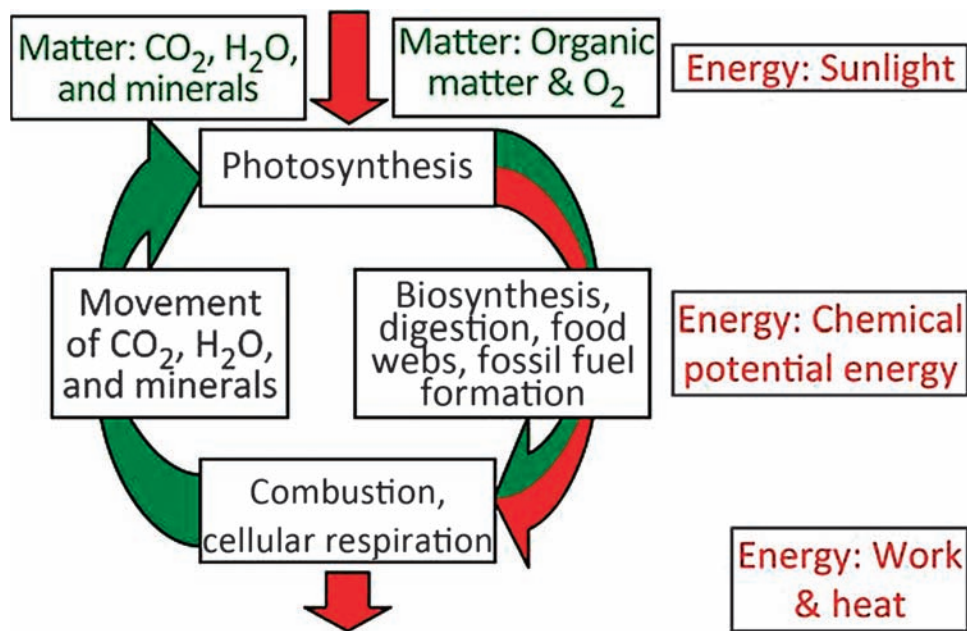 Matter: CO₂, H₂O,
and minerals
Matter: Organic
matter & O₂
Energy: Sunlight
Photosynthesis
Movement
of CO₂, H₂O,
and minerals
Biosynthesis,
digestion, food
webs, fossil fuel
formation
Energy: Chemical
potential energy
Combustion,
cellular respiration
Energy: Work
& heat